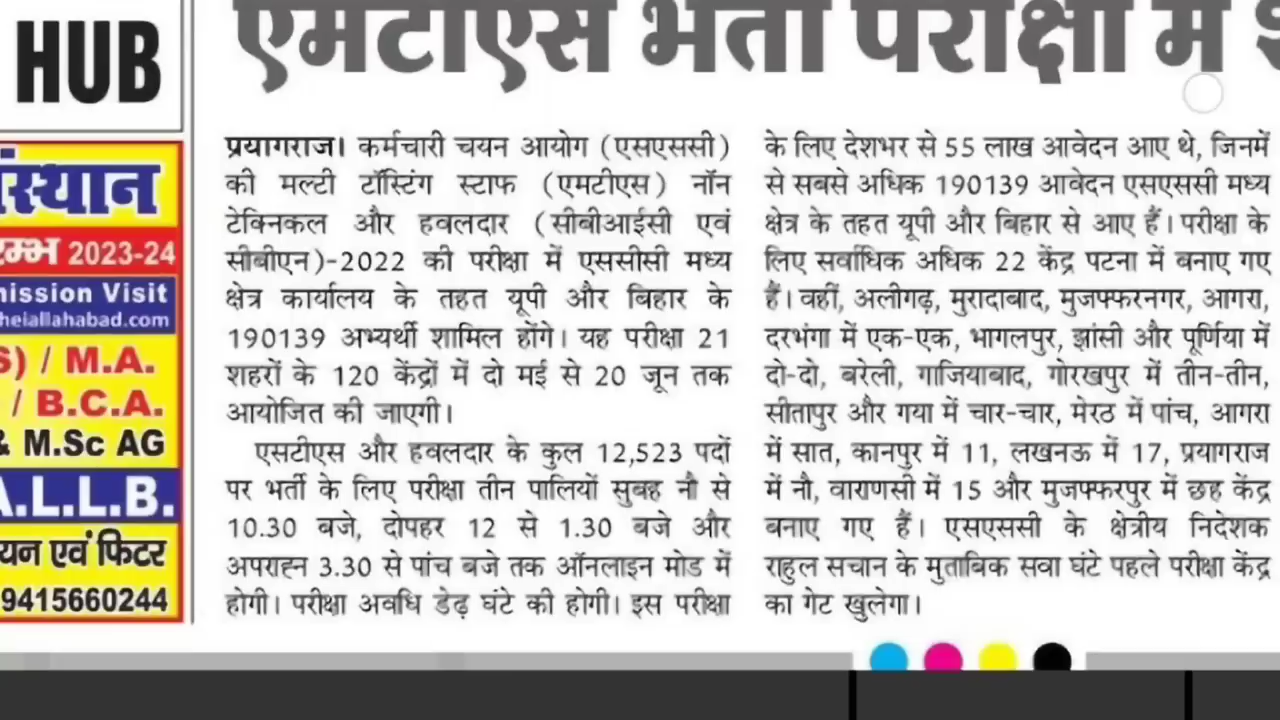 HUB
संस्थान
रम्भ 2023-24
mission Visit
heiallahabad.com
S) / M.A.
/ B.C.A.
& M.Sc AG
A.L.L.B.
यन एवं फिटर
9415660244
एमटीएस भर्ती परीक्षा में
प्रयागराज। कर्मचारी चयन आयोग (एसएससी)
की मल्टी टॉस्टिंग स्टाफ (एमटीएस) नॉन
टेक्निकल और हवलदार (सीबीआईसी एवं
सीबीएन)-2022 की परीक्षा में एससीसी मध्य
क्षेत्र कार्यालय के तहत यूपी और बिहार के
190139 अभ्यर्थी शामिल होंगे। यह परीक्षा 21
शहरों के 120 केंद्रों में दो मई से 20 जून तक
आयोजित की जाएगी।
एसटीएस और हवलदार के कुल 12,523 पदों
पर भर्ती के लिए परीक्षा तीन पालियों सुबह नौ से
10.30 बजे, दोपहर 12 से 1.30 बजे और
अपराह्न 3.30 से पांच बजे तक ऑनलाइन मोड में
होगी। परीक्षा अवधि डेढ़ घंटे की होगी। इस परीक्षा
के लिए देशभर से 55 लाख आवेदन आए थे, जिनमें
से सबसे अधिक 190139 आवेदन एसएससी मध्य
क्षेत्र के तहत यूपी और बिहार से आए हैं। परीक्षा के
लिए सर्वाधिक अधिक 22 केंद्र पटना में बनाए गए
हैं। वहीं, अलीगढ़, मुरादाबाद, मुजफ्फरनगर, आगरा,
दरभंगा में एक-एक, भागलपुर, झांसी और पूर्णिया में
दो-दो, बरेली, गाजियाबाद, गोरखपुर में तीन-तीन,
सीतापुर और गया में चार-चार, मेरठ में पांच, आगरा
में सात, कानपुर में 11, लखनऊ में 17, प्रयागराज
में नौ, वाराणसी में 15 और मुजफ्फरपुर में छह केंद्र
बनाए गए हैं। एसएससी के क्षेत्रीय निदेशक
राहुल सचान के मुताबिक सवा घंटे पहले परीक्षा केंद्र
का गेट खुलेगा।